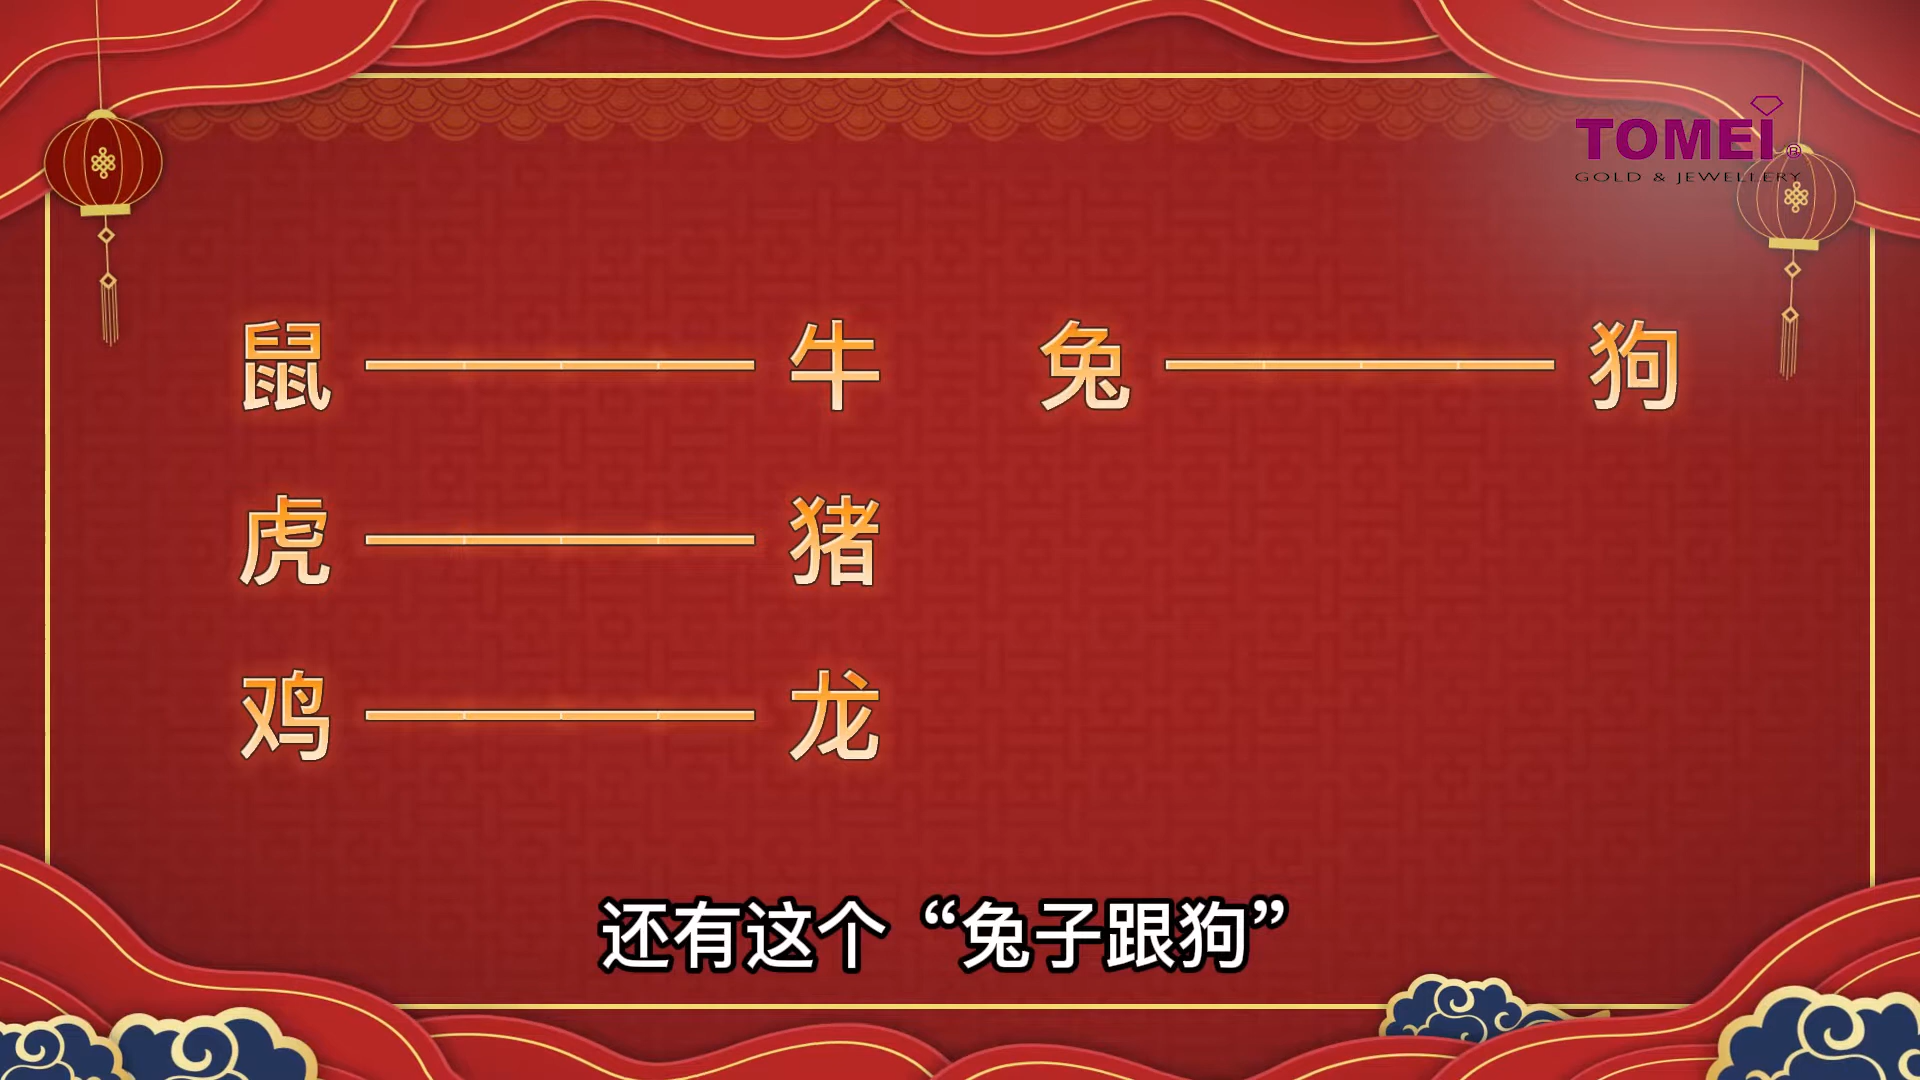 TOMEI®
GOLD & JEWELLERY
鼠 牛 兔 狗
虎 猪
鸡 龙
还有这个“兔子跟狗”